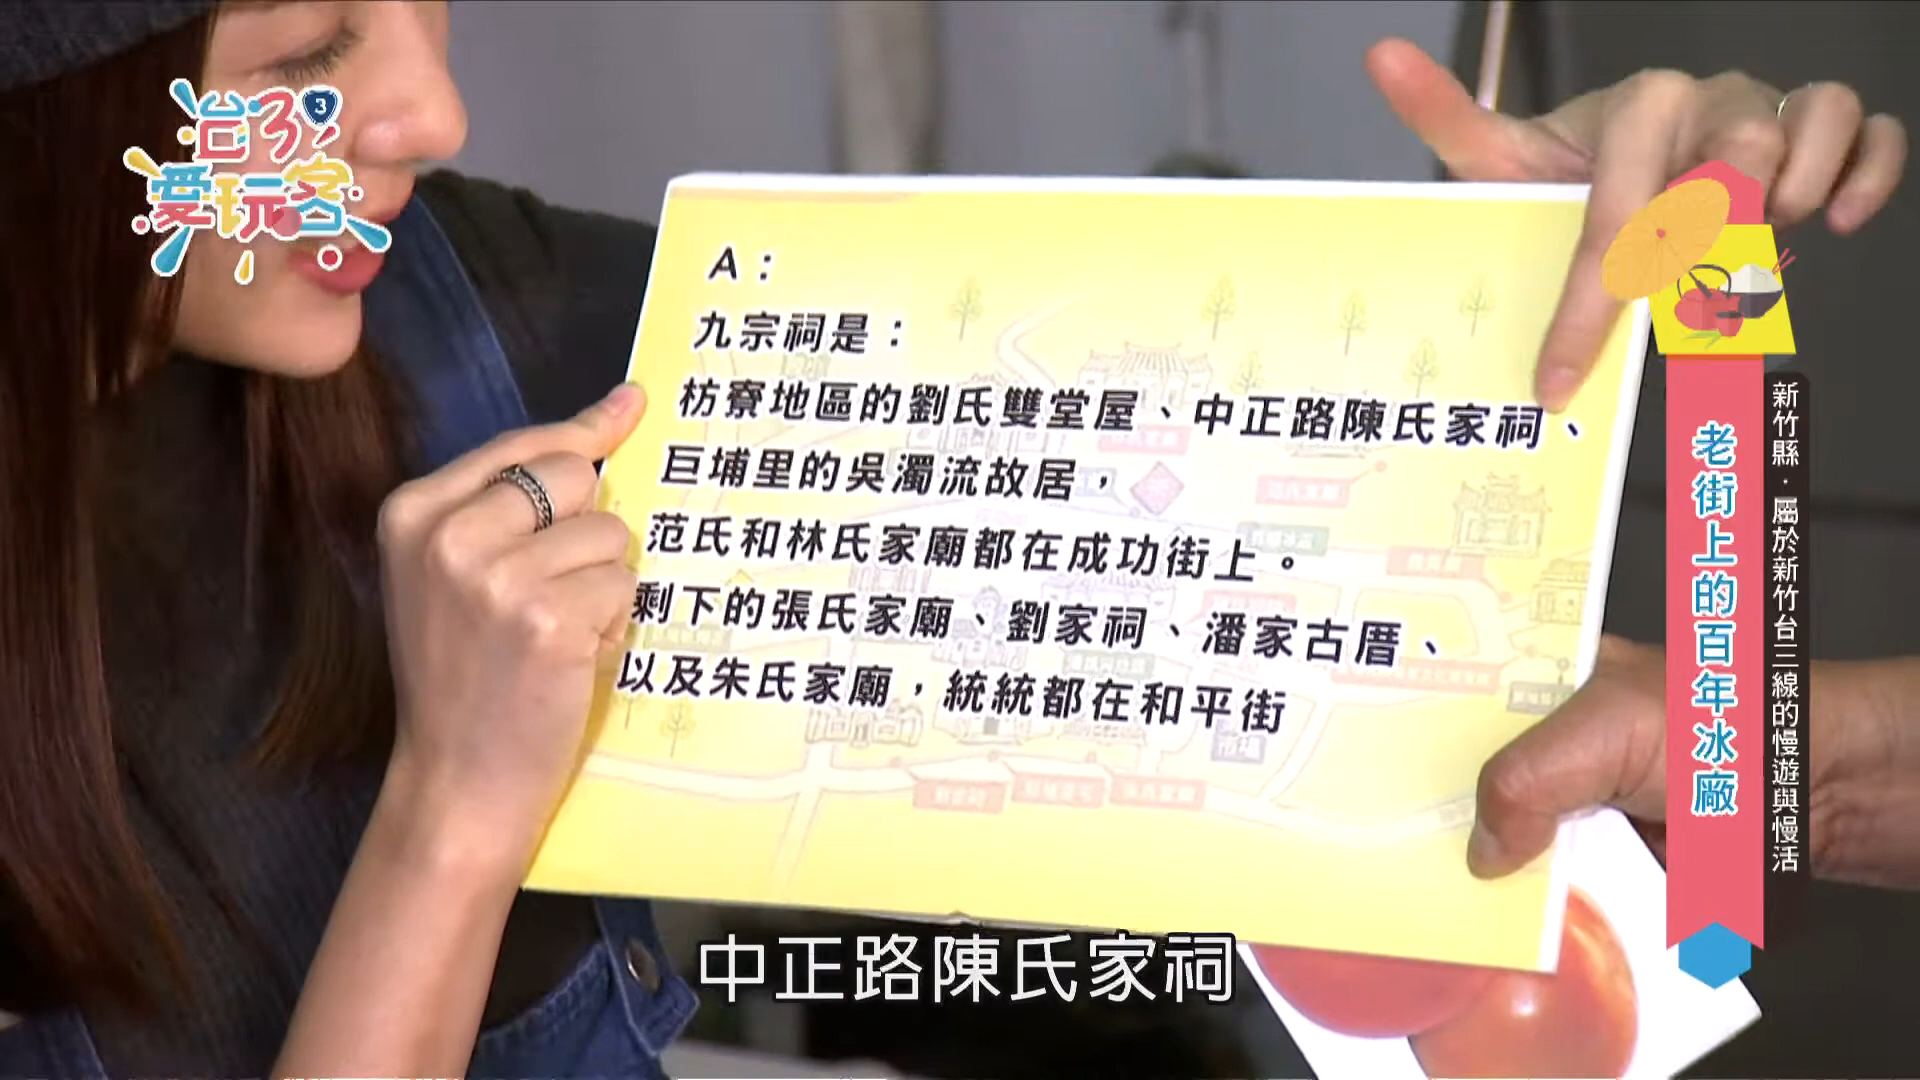 台3
3
愛玩客
A：
九宗祠是：
枋寮地區的劉氏雙堂屋、中正路陳氏家祠、
巨埔里的吳濁流故居，
范氏和林氏家廟都在成功街上。
剩下的張氏家廟、劉家祠、潘家古厝、
以及朱氏家廟，統統都在和平街
市場
老街上的百年冰廠
新竹縣．屬於新竹台三線的慢遊與慢活
中正路陳氏家祠